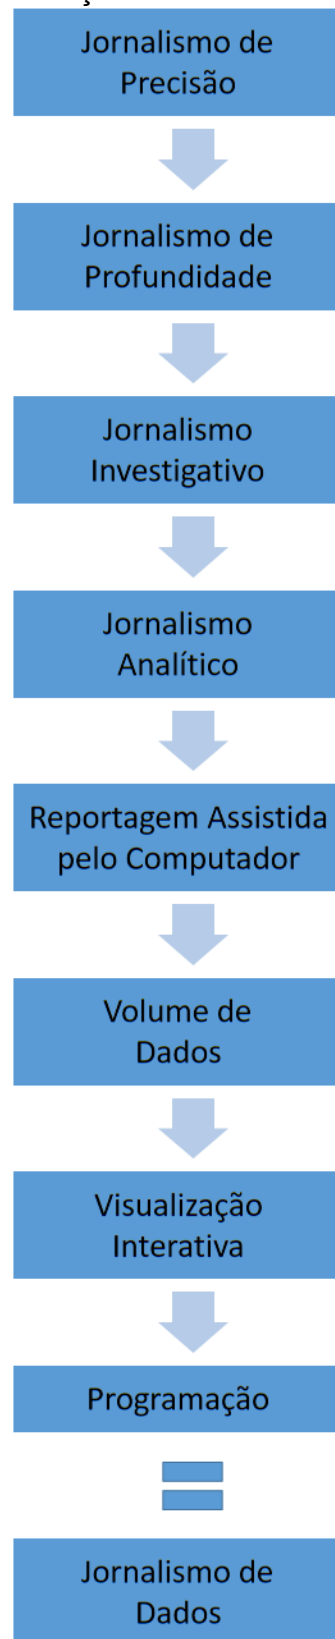 Jornalismo de
Precisão
Jornalismo de
Profundidade
Jornalismo
Investigativo
Jornalismo
Analítico
Reportagem Assistida
pelo Computador
Volume de
Dados
Visualização
Interativa
Programação
Jornalismo de
Dados